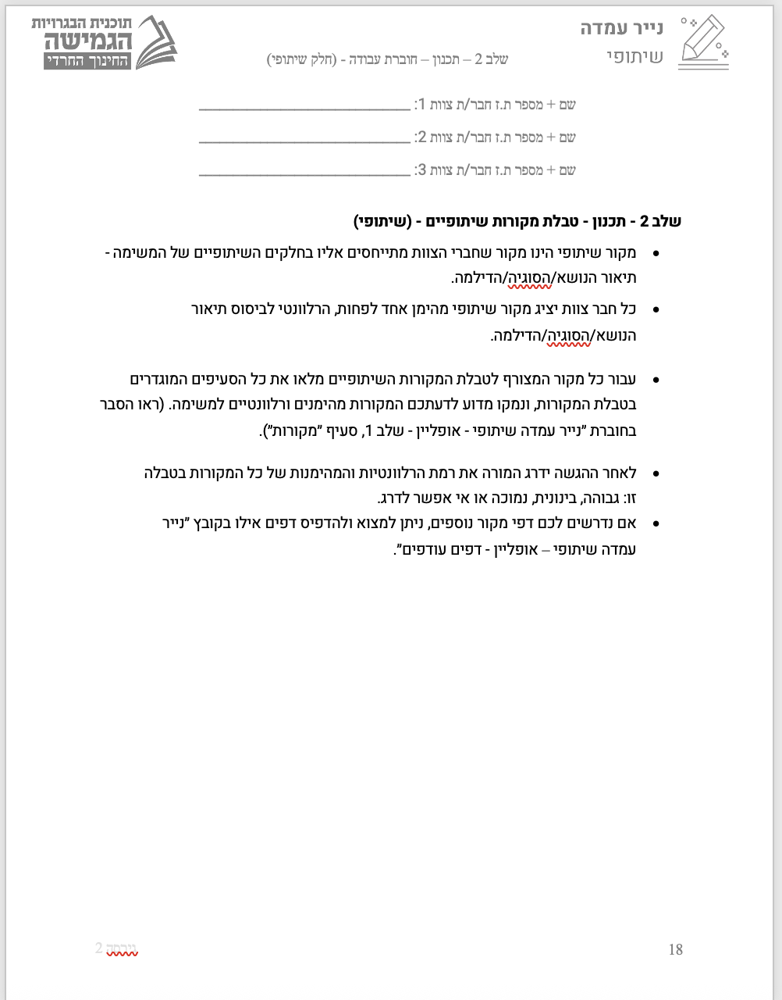 נייר עמדה
שיתופי
תוכנית הבגרויות
הגמישה
החינוך החרדי
שלב 2 – תכנון – חוברת עבודה - (חלק שיתופי)
שם + מספר ת.ז חבר/ת צוות 1: ______________________________
שם + מספר ת.ז חבר/ת צוות 2: ______________________________
שם + מספר ת.ז חבר/ת צוות 3: ______________________________
שלב 2 - תכנון - טבלת מקורות שיתופיים - (שיתופי)
• מקור שיתופי הינו מקור שחברי הצוות מתייחסים אליו בחלקים השיתופיים של המשימה -
תיאור הנושא/הסוגיה/הדילמה.
• כל חבר צוות יציג מקור שיתופי מהימן אחד לפחות, הרלוונטי לביסוס תיאור
הנושא/הסוגיה/הדילמה.
• עבור כל מקור המצורף לטבלת המקורות השיתופיים מלאו את כל הסעיפים המוגדרים
בטבלת המקורות, ונמקו מדוע לדעתכם המקורות מהימנים ורלוונטיים למשימה. (ראו הסבר
בחוברת "נייר עמדה שיתופי - אופליין - שלב 1, סעיף "מקורות").
• לאחר ההגשה ידרג המורה את רמת הרלוונטיות והמהימנות של כל המקורות בטבלה
זו: גבוהה, בינונית, נמוכה או אי אפשר לדרג.
• אם נדרשים לכם דפי מקור נוספים, ניתן למצוא ולהדפיס דפים אילו בקובץ "נייר
עמדה שיתופי – אופליין - דפים עודפים".
18
גירסה 2